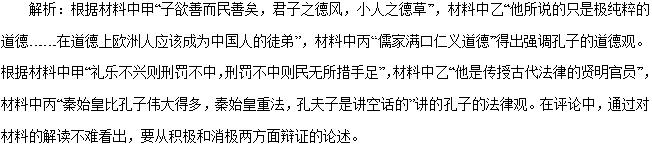 解析：根据材料中甲“子欲善而民善矣，君子之德风，小人之德草”，材料中乙“他所说的只是极纯粹的
道德……在道德上欧洲人应该成为中国人的徒弟”，材料中丙“儒家满口仁义道德”得出强调孔子的道德观。
根据材料中甲“礼乐不兴则刑罚不中，刑罚不中则民无所措手足”，材料中乙“他是传授古代法律的贤明官员”，
材料中丙“秦始皇比孔子伟大得多，秦始皇重法，孔夫子是讲空话的”讲的孔子的法律观。在评论中，通过对
材料的解读不难看出，要从积极和消极两方面辩证的论述。